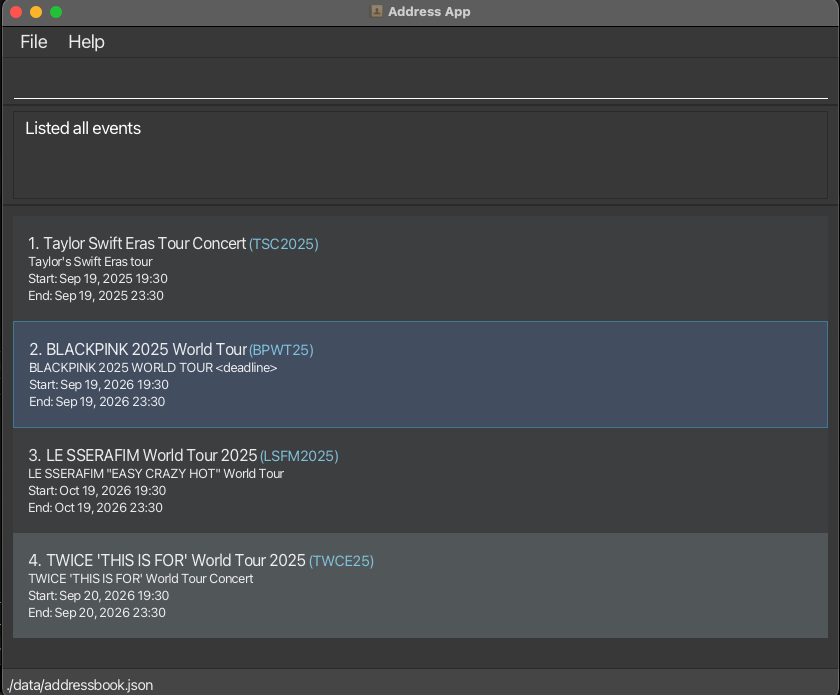 Address App
File Help
Listed all events
1. Taylor Swift Eras Tour Concert (TSC2025)
Taylor's Swift Eras tour
Start: Sep 19, 2025 19:30
End: Sep 19, 2025 23:30
2. BLACKPINK 2025 World Tour (BPWT25)
BLACKPINK 2025 WORLD TOUR <deadline>
Start: Sep 19, 2026 19:30
End: Sep 19, 2026 23:30
3. LE SSERAFIM World Tour 2025 (LSFM2025)
LE SSERAFIM "EASY CRAZY HOT" World Tour
Start: Oct 19, 2026 19:30
End: Oct 19, 2026 23:30
4. TWICE 'THIS IS FOR' World Tour 2025 (TWCE25)
TWICE 'THIS IS FOR' World Tour Concert
Start: Sep 20, 2026 19:30
End: Sep 20, 2026 23:30
./data/addressbook.json